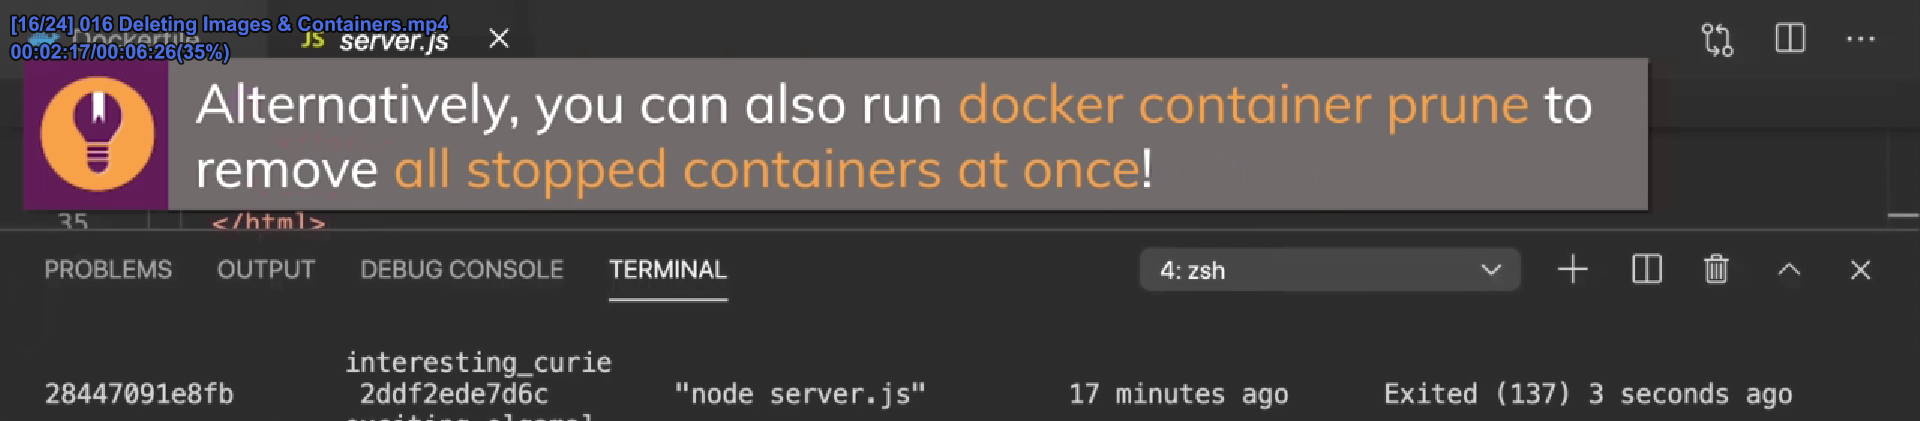 [16/24] 016 Deleting Images & Containers.mp4
Dockerfile
JS server.js
00:02:17/00:06:26(35%)
Alternatively, you can also run docker container prune to
remove all stopped containers at once!
35 </html>
PROBLEMS OUTPUT DEBUG CONSOLE TERMINAL 4: zsh
interesting_curie
28447091e8fb 2ddf2ede7d6c "node server.js" 17 minutes ago Exited (137) 3 seconds ago